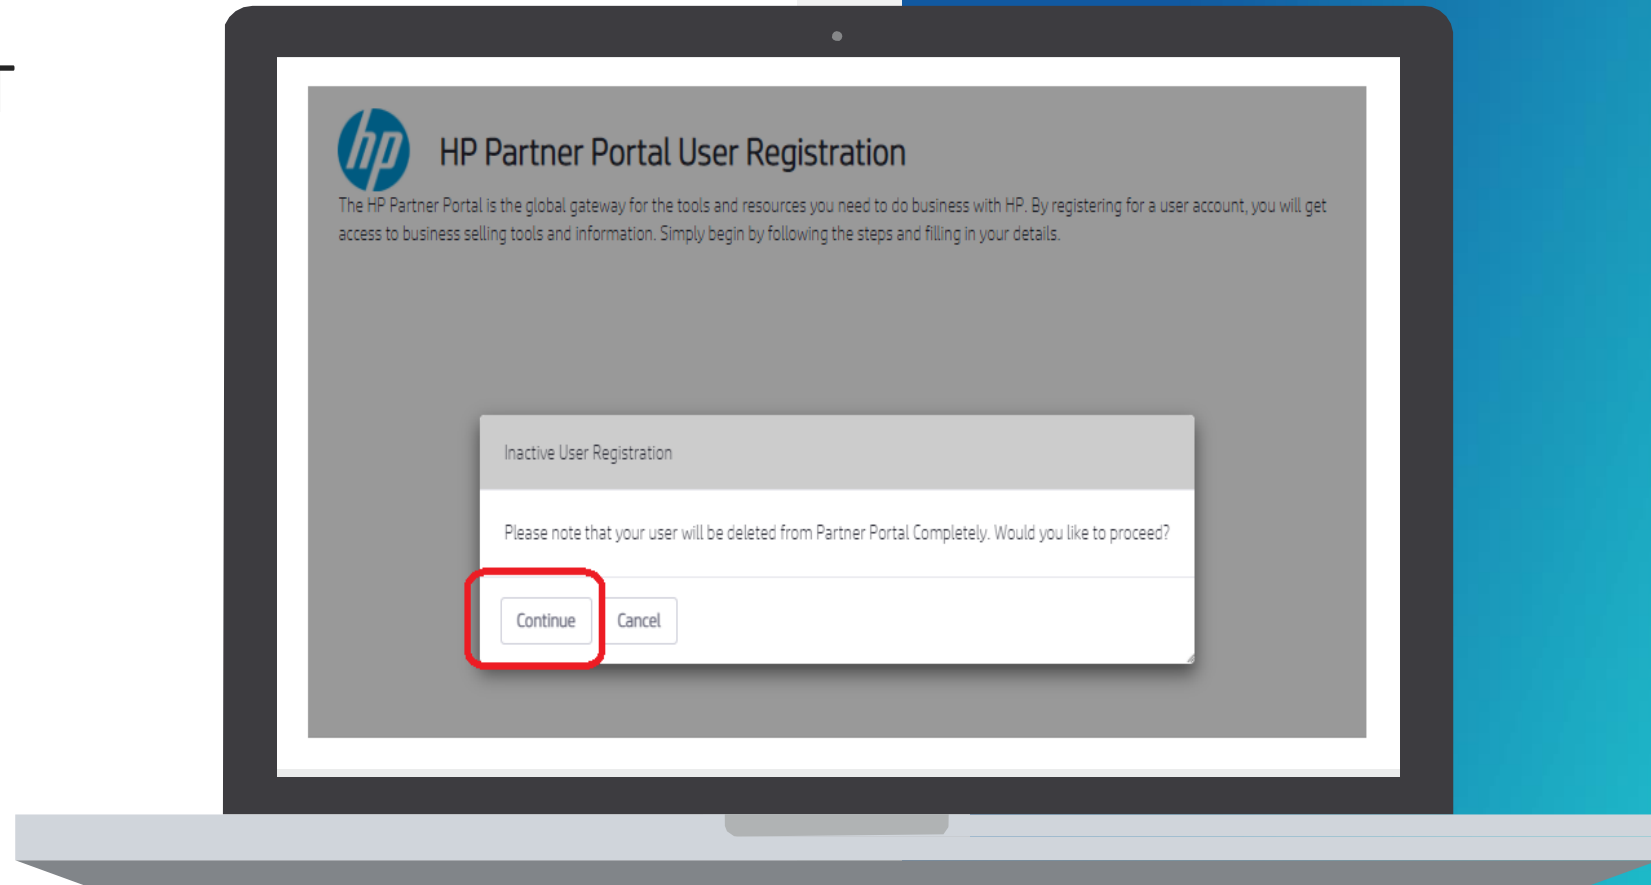 hp
HP Partner Portal User Registration
The HP Partner Portal is the global gateway for the tools and resources you need to do business with HP. By registering for a user account, you will get
access to business selling tools and information. Simply begin by following the steps and filling in your details.
Inactive User Registration
Please note that your user will be deleted from Partner Portal Completely. Would you like to proceed?
Continue
Cancel